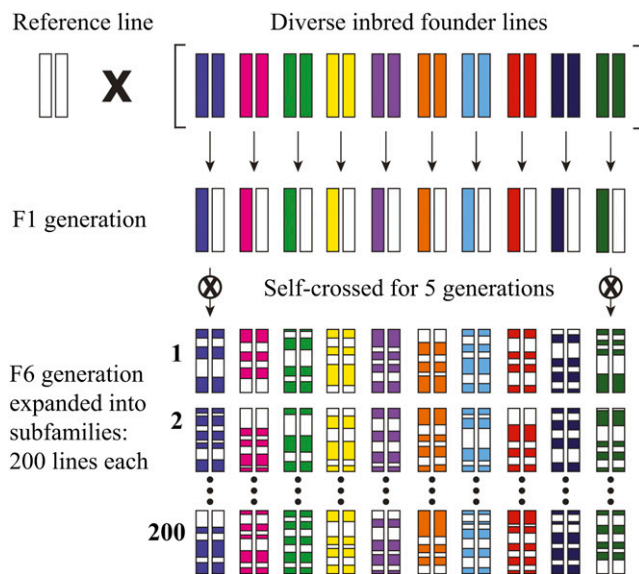 Reference line
Diverse inbred founder lines
X
F1 generation
X
Self-crossed for 5 generations
X
F6 generation
expanded into
subfamilies:
200 lines each
1
2
200